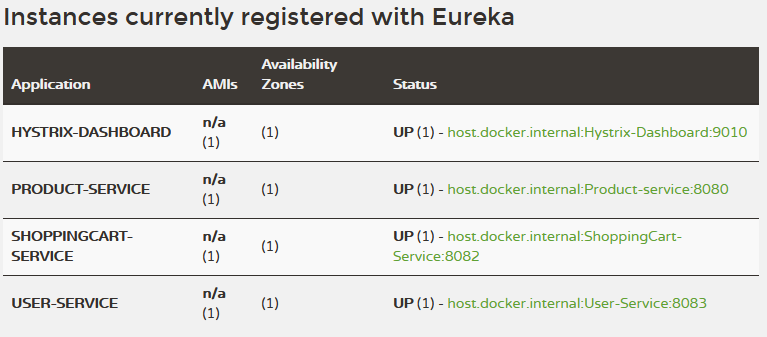 Instances currently registered with Eureka
Availability
Application AMIs Zones Status
n/a
HYSTRIX-DASHBOARD (1) (1) UP (1) - host.docker.internal:Hystrix-Dashboard:9010
n/a
PRODUCT-SERVICE (1) (1) UP (1) - host.docker.internal:Product-service:8080
SHOPPINGCART- n/a UP (1) - host.docker.internal:ShoppingCart-
SERVICE (1) (1) Service:8082
n/a
USER-SERVICE (1) (1) UP (1) - host.docker.internal:User-Service:8083